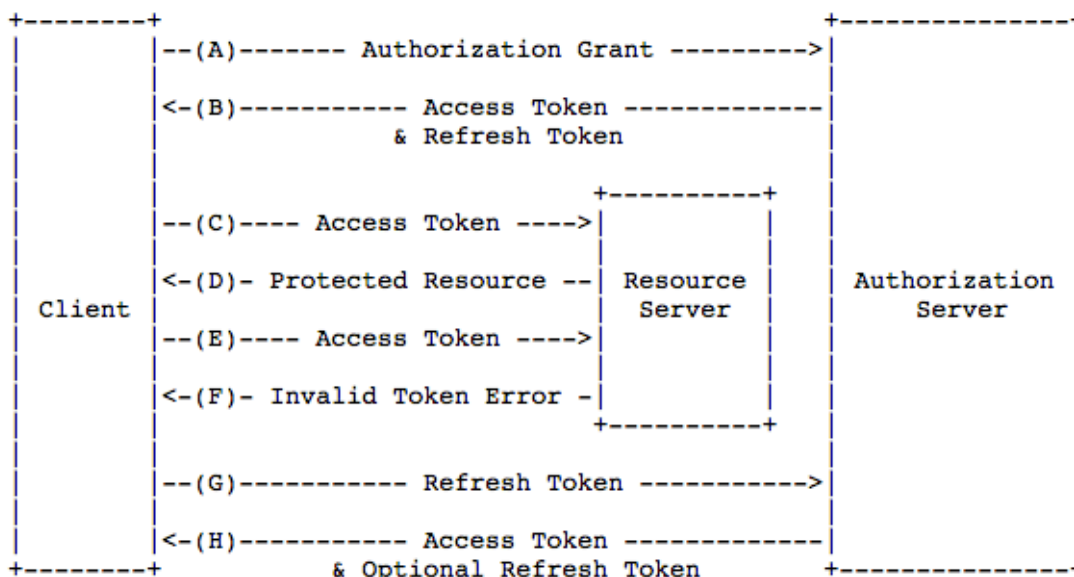 +--------+                                           +---------------+
|        |--(A)------- Authorization Grant --------->|               |
|        |                                           |               |
|        |<-(B)----------- Access Token -------------|               |
|        |               & Refresh Token             |               |
|        |                                           |               |
|        |                            +----------+   |               |
|        |--(C)---- Access Token ---->|          |   |               |
|        |                            |          |   |               |
|        |<-(D)- Protected Resource --| Resource |   | Authorization |
| Client |                            |  Server  |   |     Server    |
|        |--(E)---- Access Token ---->|          |   |               |
|        |                            |          |   |               |
|        |<-(F)- Invalid Token Error -|          |   |               |
|        |                            +----------+   |               |
|        |                                           |               |
|        |--(G)----------- Refresh Token ----------->|               |
|        |                                           |               |
|        |<-(H)----------- Access Token -------------|               |
+--------+           & Optional Refresh Token        +---------------+